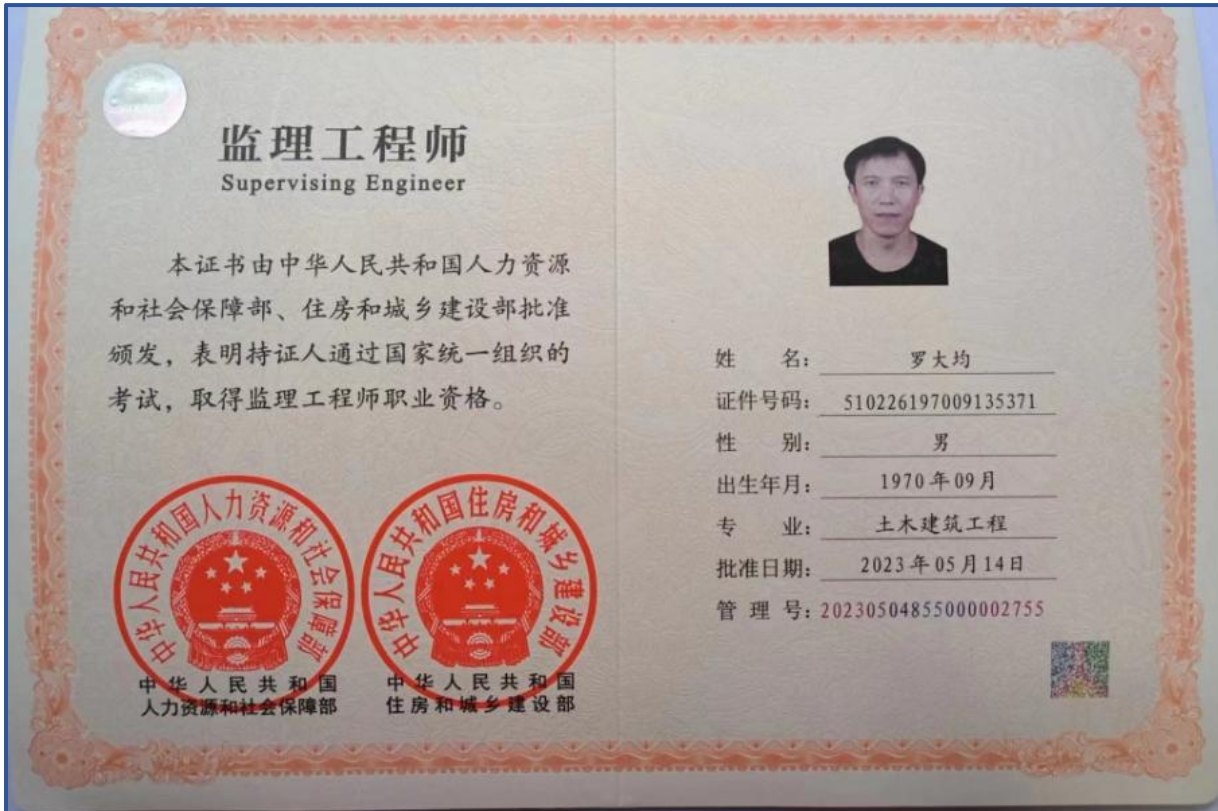 监理工程师
Supervising Engineer
本证书由中华人民共和国人力资源
和社会保障部、住房和城乡建设部批准
颁发，表明持证人通过国家统一组织的
考试，取得监理工程师职业资格。
中华人民共和国人力资源和社会保障部
中华人民共和国
人力资源和社会保障部
中华人民共和国住房和城乡建设部
中华人民共和国
住房和城乡建设部
姓 名： 罗大均
证件号码： 510226197009135371
性 别： 男
出生年月： 1970年09月
专 业： 土木建筑工程
批准日期： 2023年05月14日
管 理 号：20230504855000002755